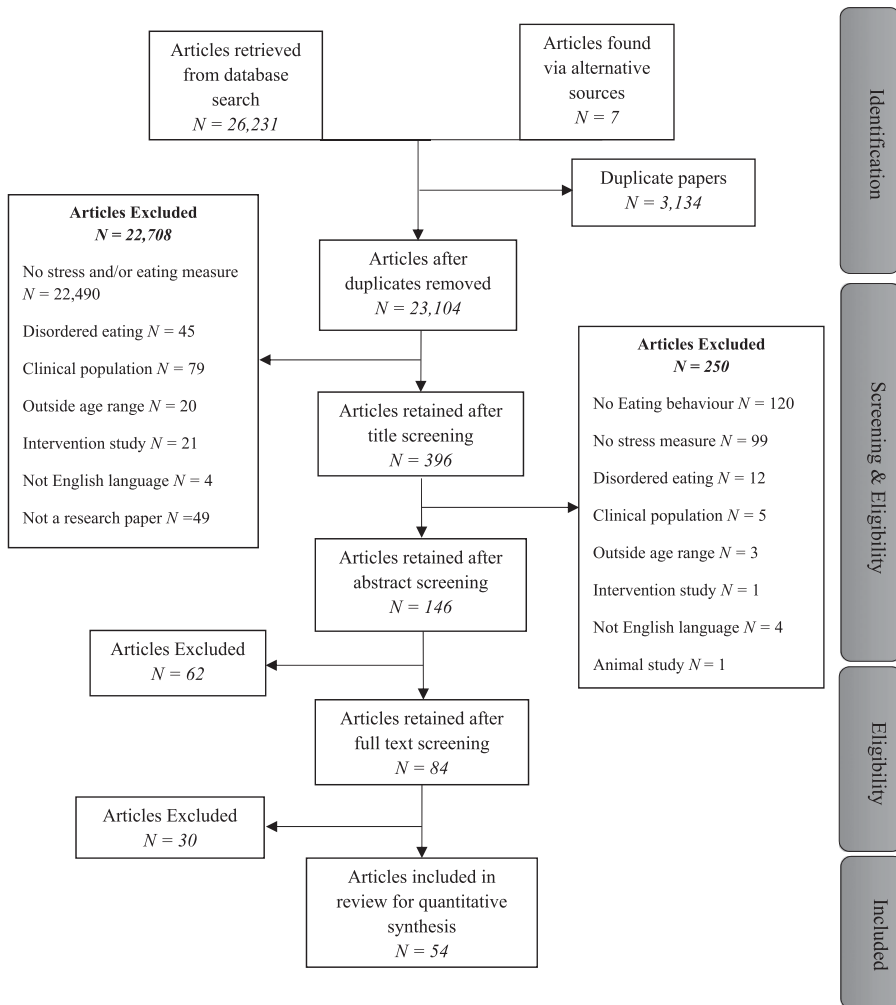 Articles retrieved
from database
search
N = 26,231
Articles found
via alternative
sources
N = 7
Identification
Duplicate papers
N = 3,134
Articles Excluded
N = 22,708
No stress and/or eating measure
N = 22,490
Disordered eating N = 45
Clinical population N = 79
Outside age range N = 20
Intervention study N = 21
Not English language N = 4
Not a research paper N =49
Articles after
duplicates removed
N = 23,104
Screening & Eligibility
Articles Excluded
N = 250
No Eating behaviour N = 120
No stress measure N = 99
Disordered eating N = 12
Clinical population N = 5
Outside age range N = 3
Intervention study N = 1
Not English language N = 4
Animal study N = 1
Articles retained after
title screening
N = 396
Articles retained after
abstract screening
N = 146
Articles Excluded
N = 62
Articles retained after
full text screening
N = 84
Eligibility
Articles Excluded
N = 30
Articles included in
review for quantitative
synthesis
N = 54
Included